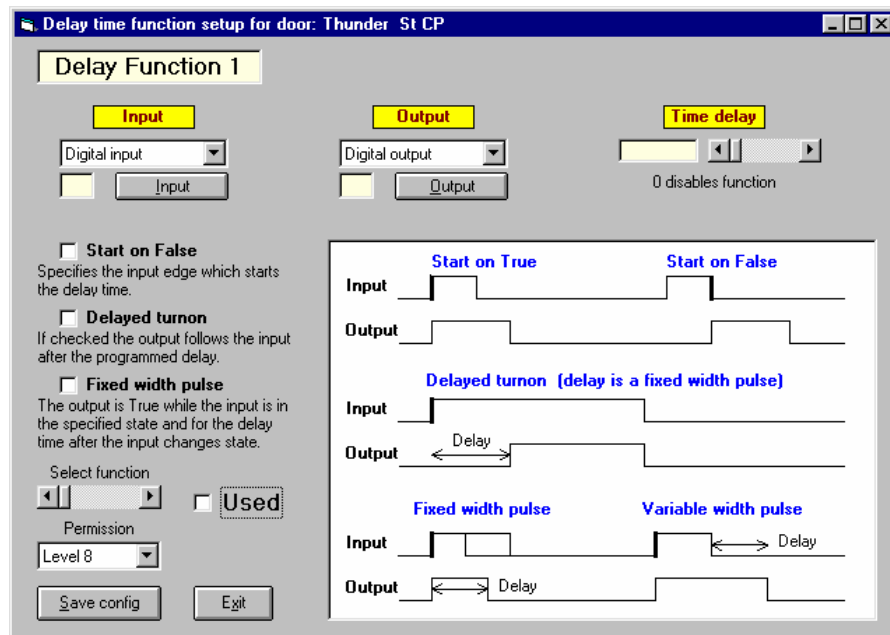 Delay time function setup for door: Thunder St CP
Delay Function 1
Input
Output
Time delay
Digital input
Digital output
Input
Output
0 disables function
Start on False
Specifies the input edge which starts
the delay time.
Delayed turnon
If checked the output follows the input
after the programmed delay.
Fixed width pulse
The output is True while the input is in
the specified state and for the delay
time after the input changes state.
Select function
Used
Permission
Level 8
Save config
Exit
Start on True
Start on False
Input
Output
Delayed turnon (delay is a fixed width pulse)
Input
Output
Delay
Fixed width pulse
Variable width pulse
Input
Delay
Output
Delay